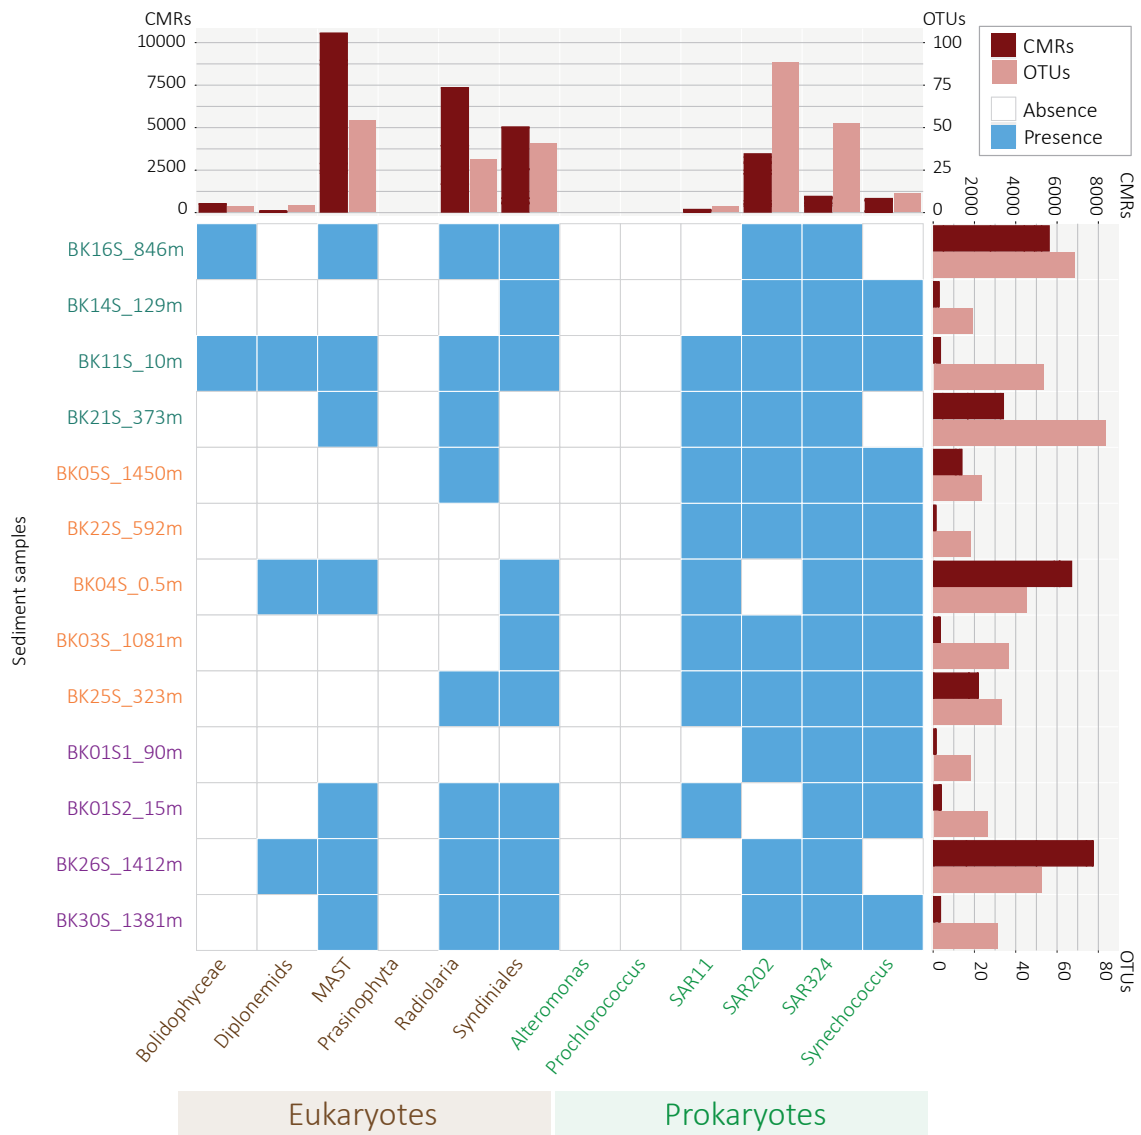 CMRs
OTUs
10000
7500
5000
2500
0
100
75
50
25
0
CMRs
OTUs
Absence
Presence
CMRs
0
2000
4000
6000
8000
Sediment samples
BK16S_846m
BK14S_129m
BK11S_10m
BK21S_373m
BK05S_1450m
BK22S_592m
BK04S_0.5m
BK03S_1081m
BK25S_323m
BK01S1_90m
BK01S2_15m
BK26S_1412m
BK30S_1381m
0
20
40
60
80
OTUs
Bolidophyceae
Diplonemids
MAST
Prasinophyta
Radiolaria
Syndiniales
Alteromonas
Prochlorococcus
SAR11
SAR202
SAR324
Synechococcus
Eukaryotes
Prokaryotes